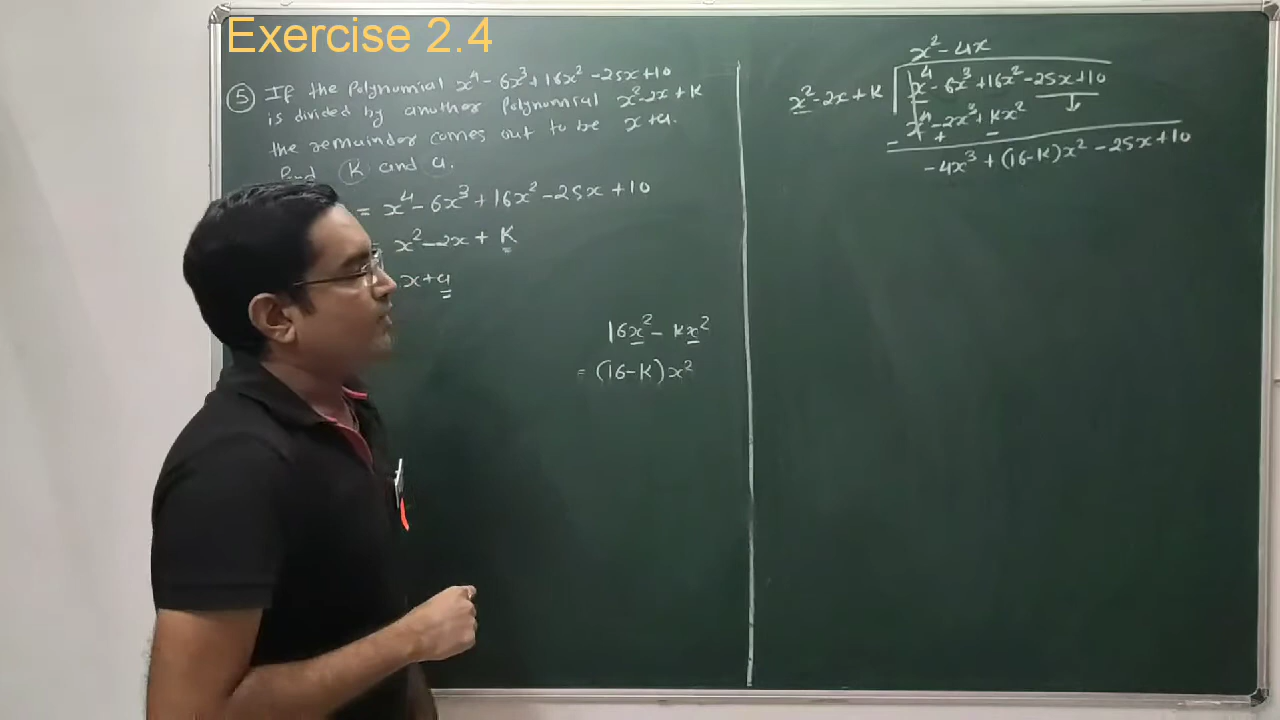 Exercise 2.4
⑤ If the Polynomial x⁴ - 6x³ + 16x² - 25x + 10
is divided by another Polynomial x² - 2x + K
the remainder comes out to be x + a.
find K and a.
= x⁴ - 6x³ + 16x² - 25x + 10
= x² - 2x + K
x + a
16x² - Kx²
= (16-K)x²
x² - 4x
x² - 2x + K
x⁴ - 6x³ + 16x² - 25x + 10
x⁴ - 2x³ + Kx²
- + -
-4x³ + (16-K)x² - 25x + 10